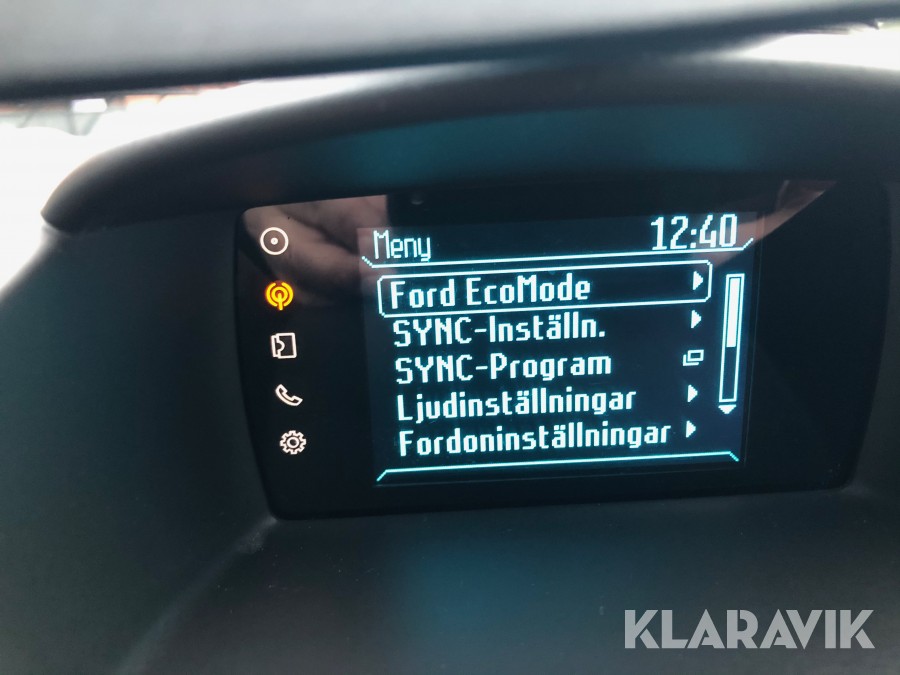 Meny 12:40
Ford EcoMode
SYNC-Inställn.
SYNC-Program
Ljudinställningar
Fordoninställningar
KLARAVIK